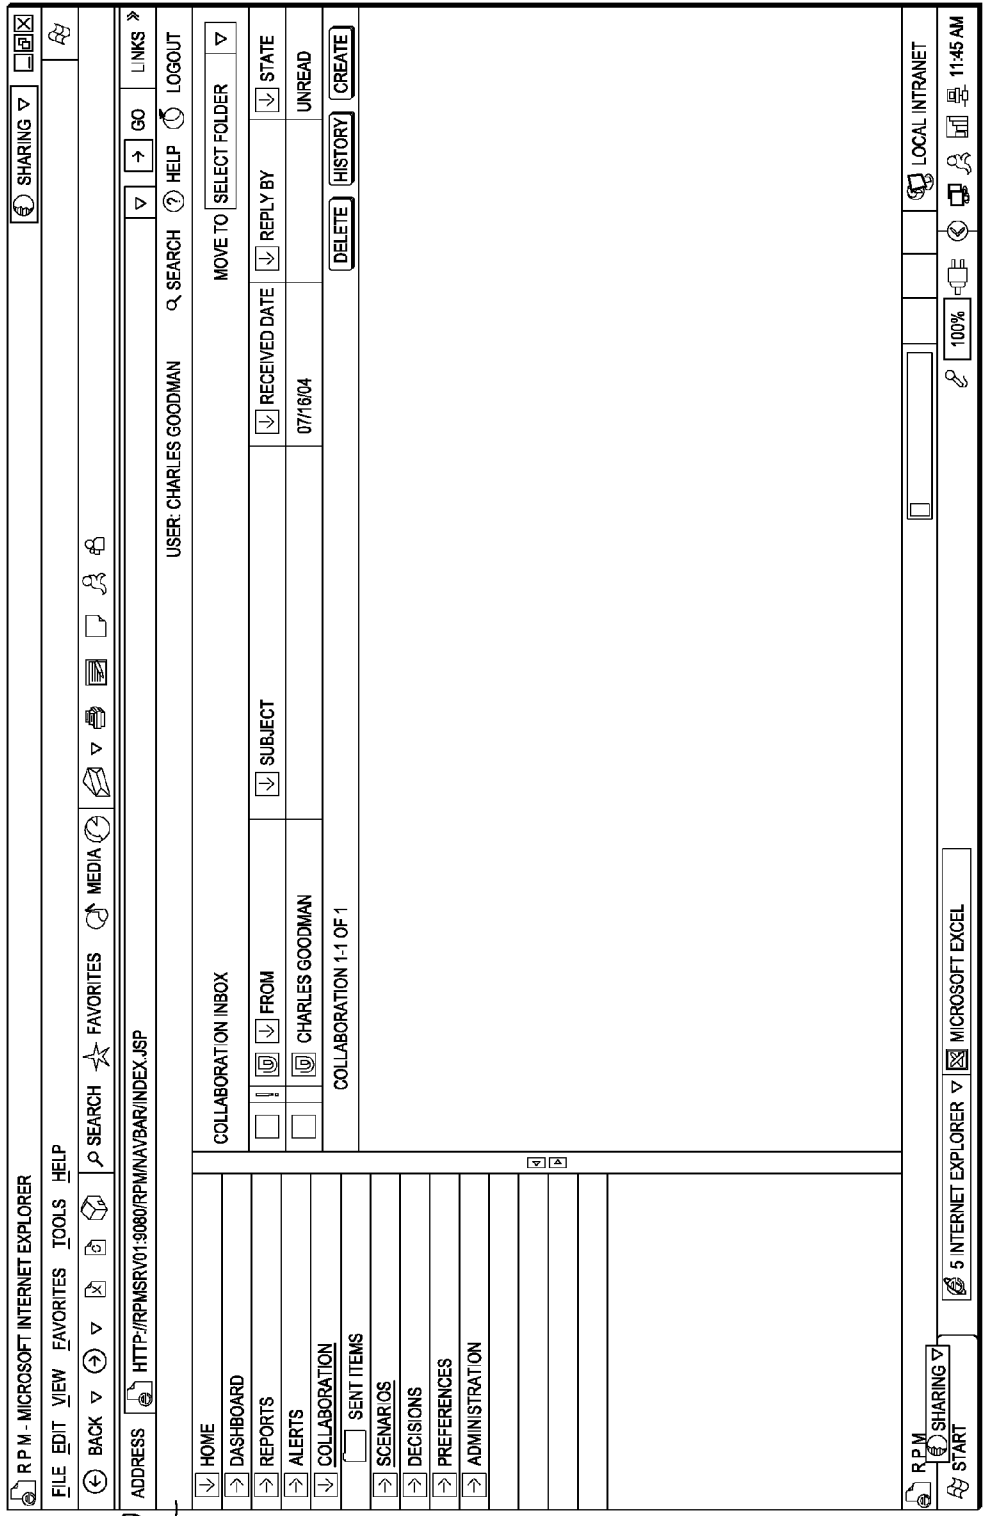 R P M - MICROSOFT INTERNET EXPLORER
SHARING
FILE EDIT VIEW FAVORITES TOOLS HELP
BACK
SEARCH FAVORITES MEDIA
ADDRESS HTTP://RPMSRV01:9080/RPM/NAVBAR/INDEX.JSP
GO LINKS »
USER: CHARLES GOODMAN SEARCH ? HELP LOGOUT
HOME
DASHBOARD
REPORTS
ALERTS
COLLABORATION
SENT ITEMS
SCENARIOS
DECISIONS
PREFERENCES
ADMINISTRATION
COLLABORATION INBOX MOVE TO SELECT FOLDER
! FROM SUBJECT RECEIVED DATE REPLY BY STATE
CHARLES GOODMAN 07/16/04 UNREAD
COLLABORATION 1-1 OF 1 DELETE HISTORY CREATE
R P M LOCAL INTRANET
SHARING
START 5 INTERNET EXPLORER MICROSOFT EXCEL 100% 11:45 AM